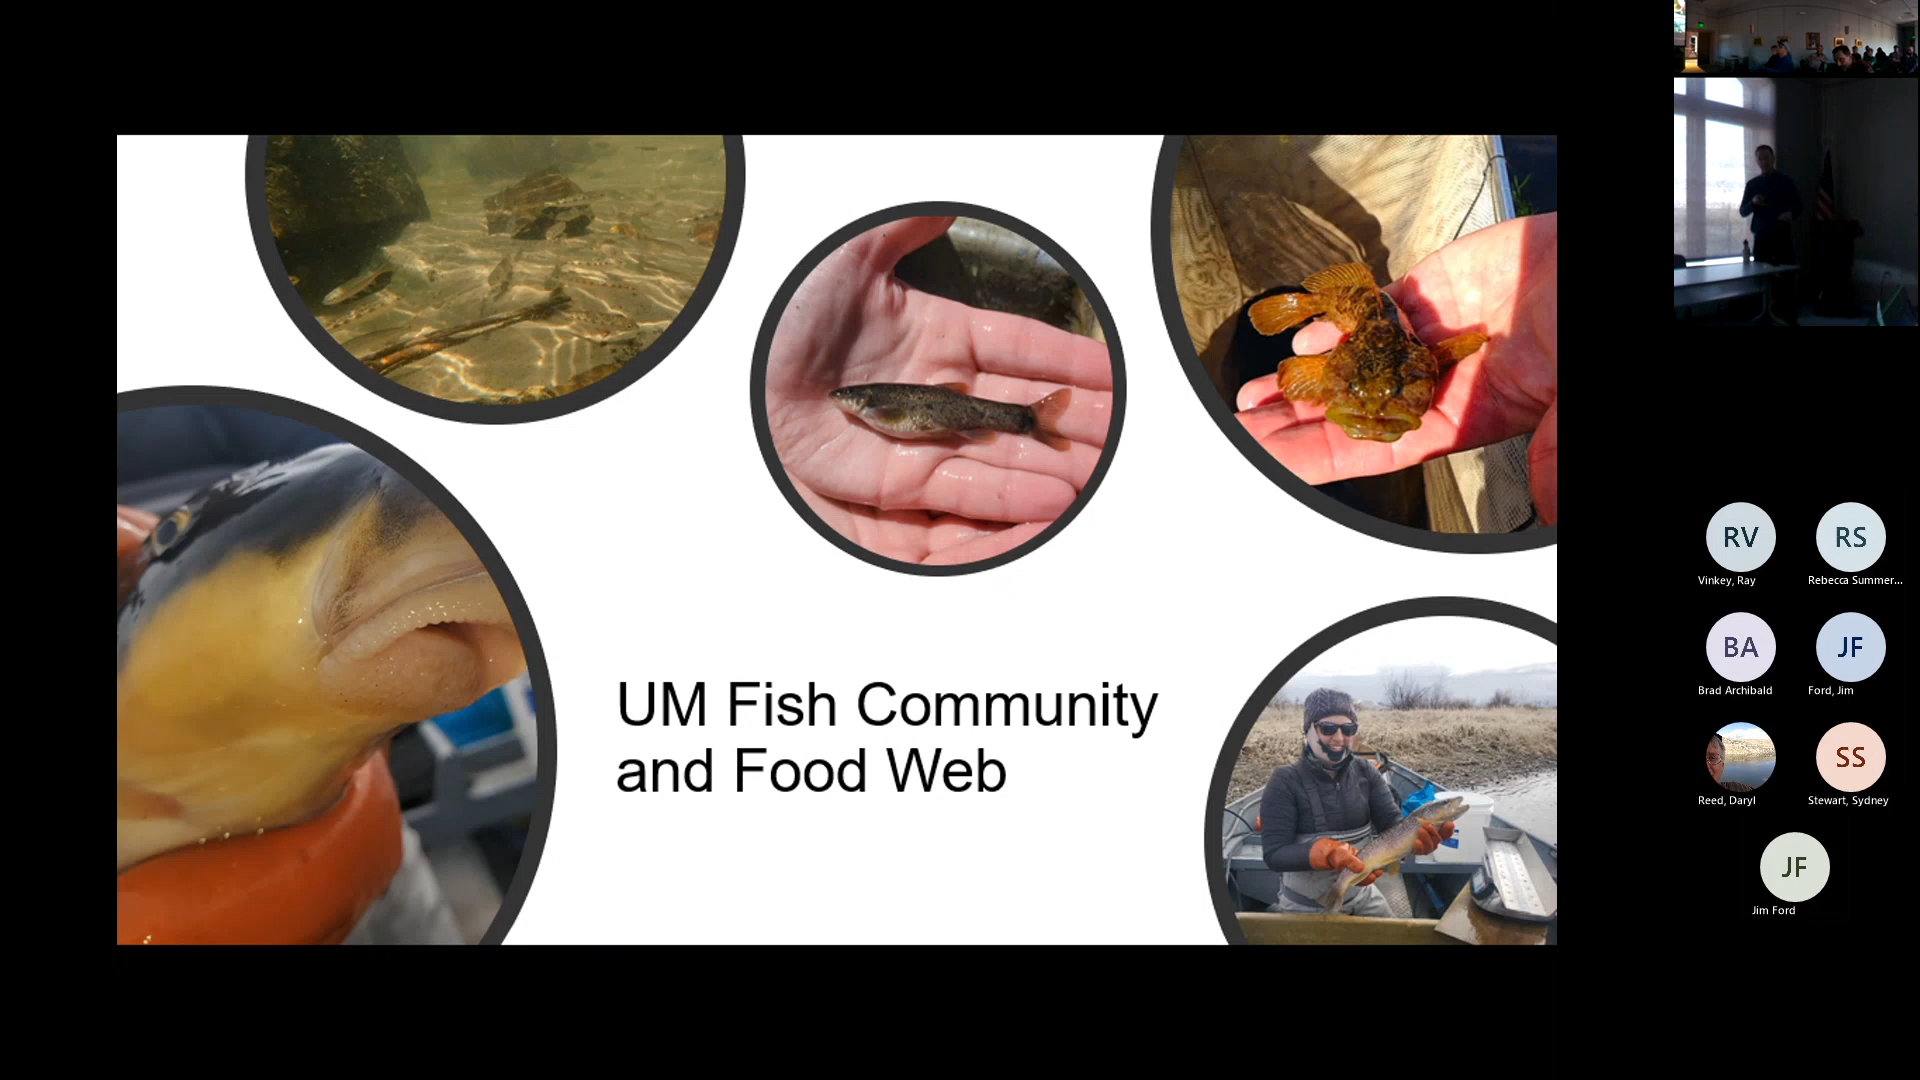 UM Fish Community
and Food Web
RV
Vinkey, Ray
RS
Rebecca Summer...
BA
Brad Archibald
JF
Ford, Jim
Reed, Daryl
SS
Stewart, Sydney
JF
Jim Ford